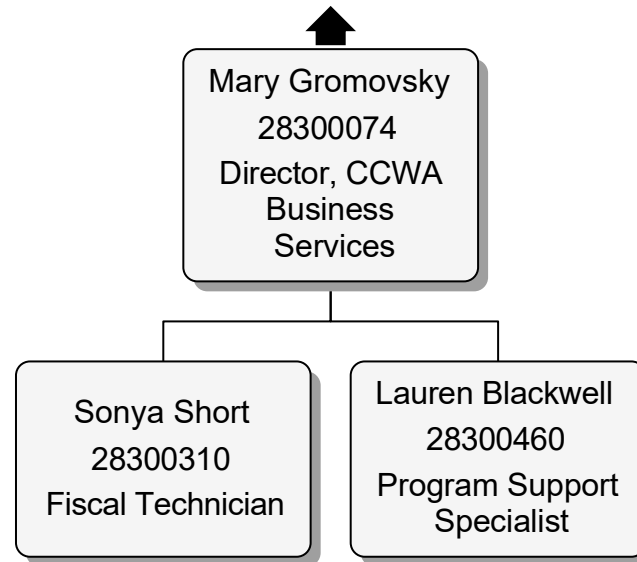 Mary Gromovsky
28300074
Director, CCWA
Business
Services
Sonya Short
28300310
Fiscal Technician
Lauren Blackwell
28300460
Program Support
Specialist